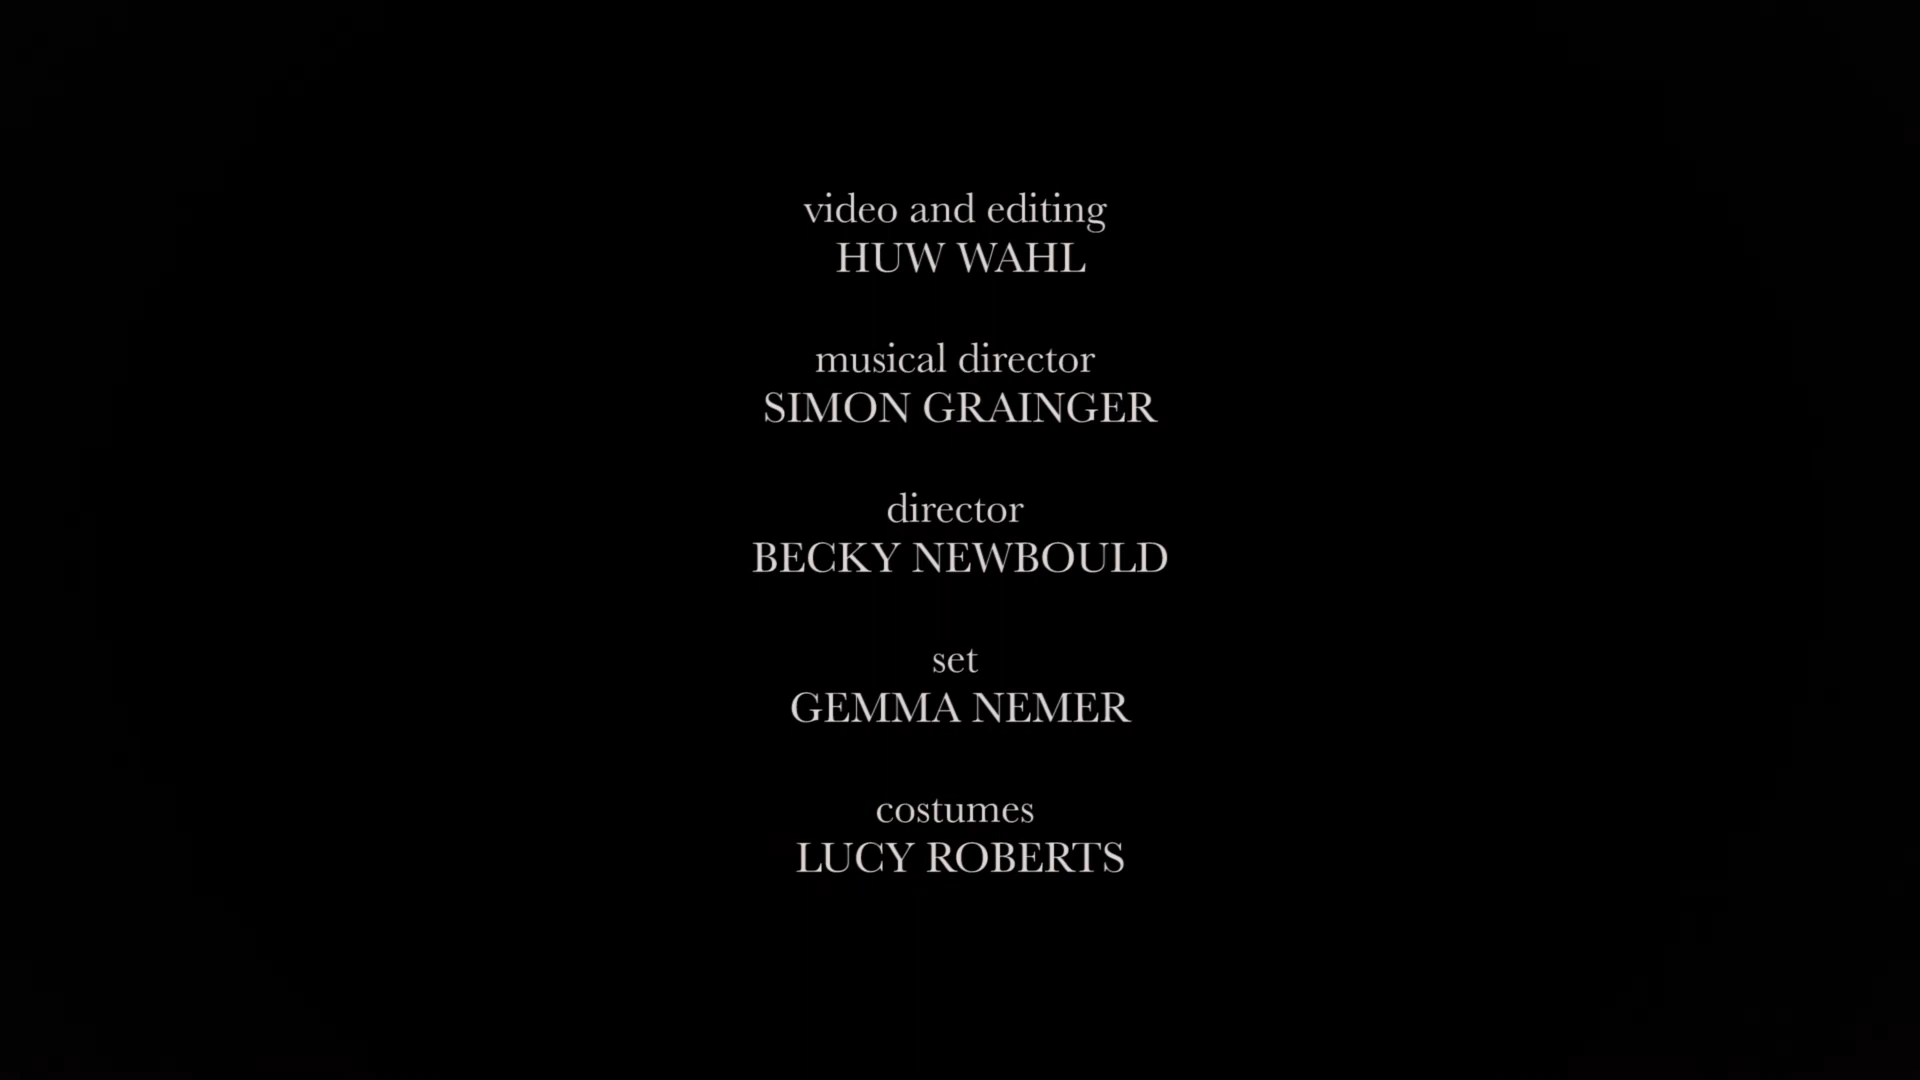 video and editing
HUW WAHL
musical director
SIMON GRAINGER
director
BECKY NEWBOULD
set
GEMMA NEMER
costumes
LUCY ROBERTS